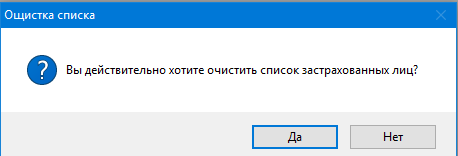 Ощистка списка
Вы действительно хотите очистить список застрахованных лиц?
Да
Нет